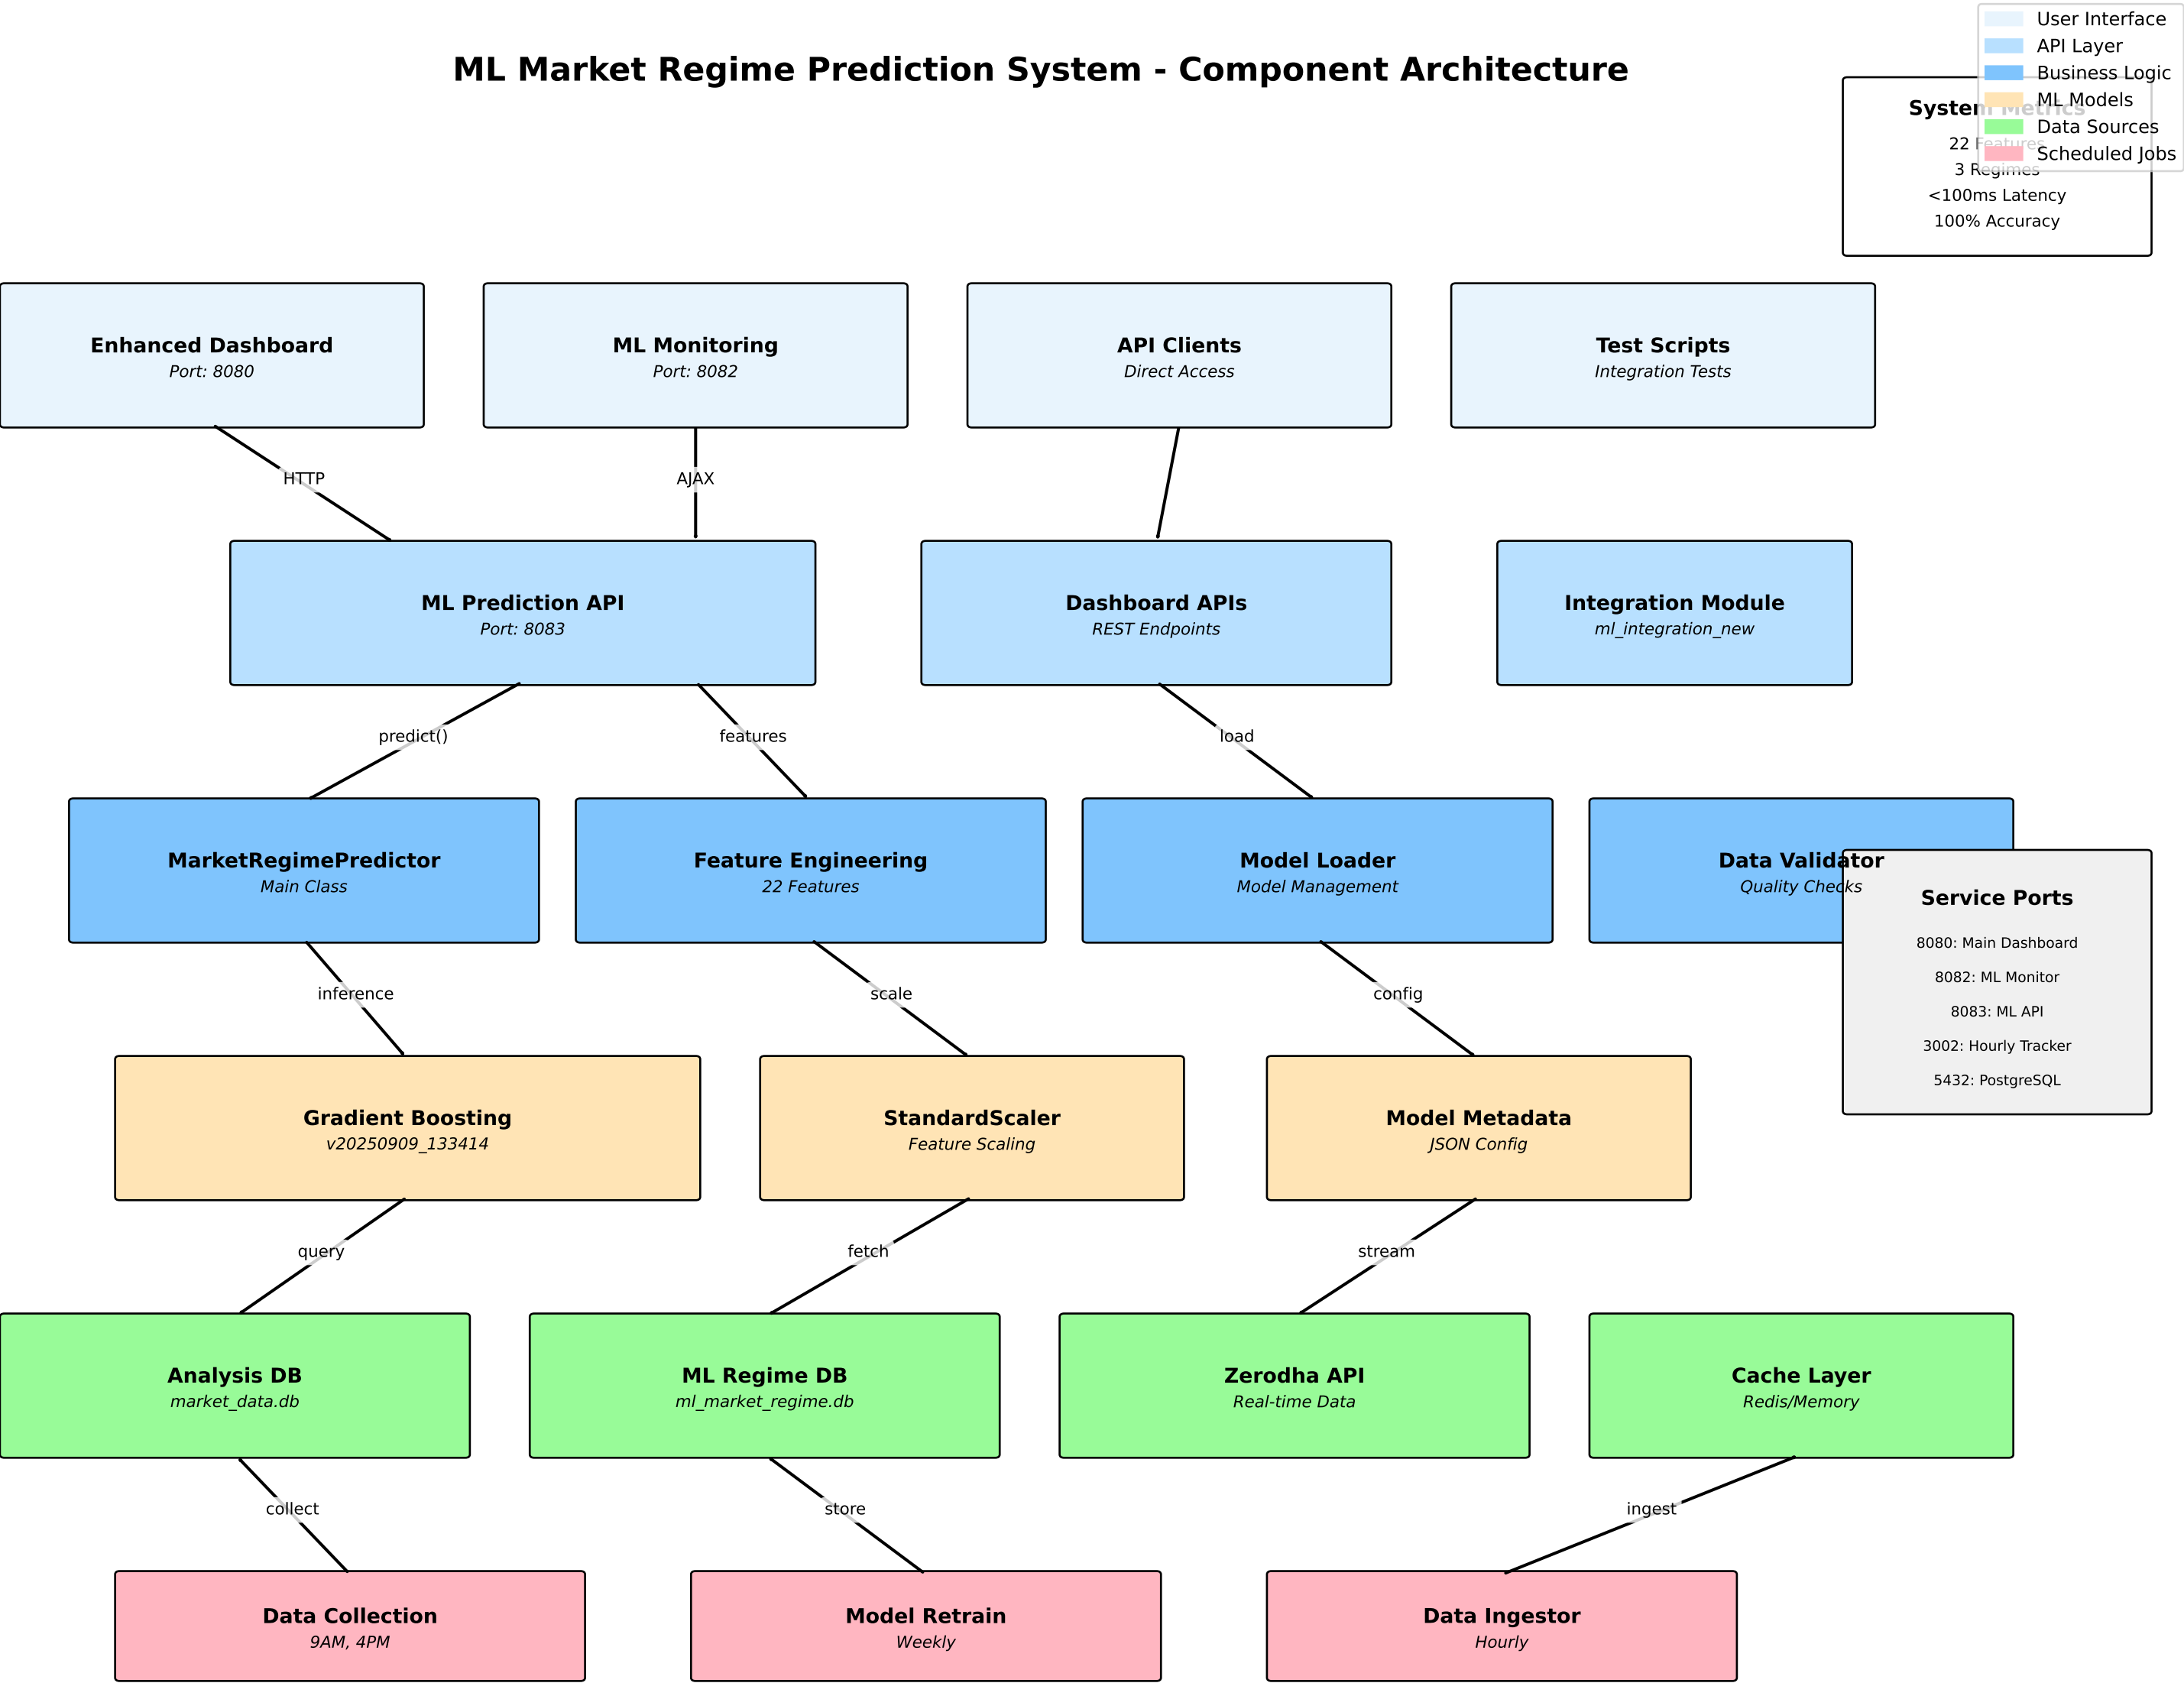 ML Market Regime Prediction System - Component Architecture
User Interface
API Layer
Business Logic
ML Models
Data Sources
Scheduled Jobs
System Metrics
22 Features
3 Regimes
<100ms Latency
100% Accuracy
Enhanced Dashboard
Port: 8080
ML Monitoring
Port: 8082
API Clients
Direct Access
Test Scripts
Integration Tests
HTTP
AJAX
ML Prediction API
Port: 8083
Dashboard APIs
REST Endpoints
Integration Module
ml_integration_new
predict()
features
load
MarketRegimePredictor
Main Class
Feature Engineering
22 Features
Model Loader
Model Management
Data Validator
Quality Checks
Service Ports
8080: Main Dashboard
8082: ML Monitor
8083: ML API
3002: Hourly Tracker
5432: PostgreSQL
inference
scale
config
Gradient Boosting
v20250909_133414
StandardScaler
Feature Scaling
Model Metadata
JSON Config
query
fetch
stream
Analysis DB
market_data.db
ML Regime DB
ml_market_regime.db
Zerodha API
Real-time Data
Cache Layer
Redis/Memory
collect
store
ingest
Data Collection
9AM, 4PM
Model Retrain
Weekly
Data Ingestor
Hourly